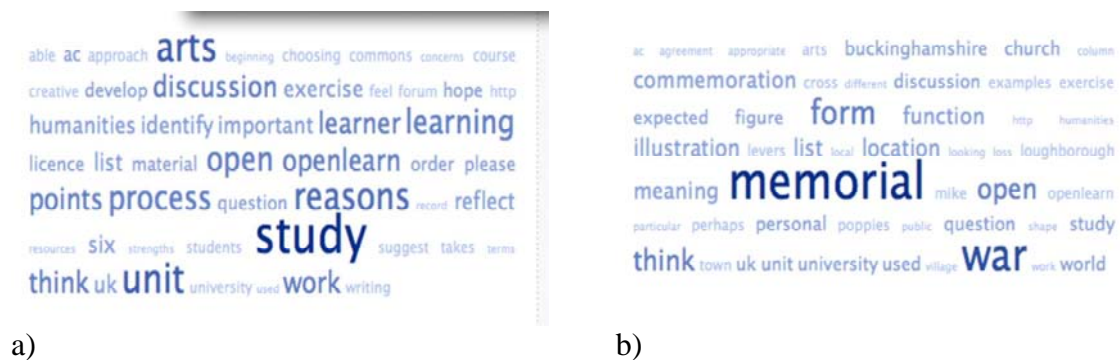 able ac approach arts beginning choosing commons concerns course
creative develop discussion exercise feel forum hope http
humanities identify important learner learning
licence list material open openlearn order please
points process question reasons record reflect
resources six strengths students study suggest takes terms
think uk unit university used work writing
a)
ac agreement appropriate arts buckinghamshire church column
commemoration cross different discussion examples exercise
expected figure form function http humanities
illustration levers list local location looking loss loughborough
meaning memorial mike open openlearn
particular perhaps personal poppies public question shape study
think town uk unit university used village war work world
b)